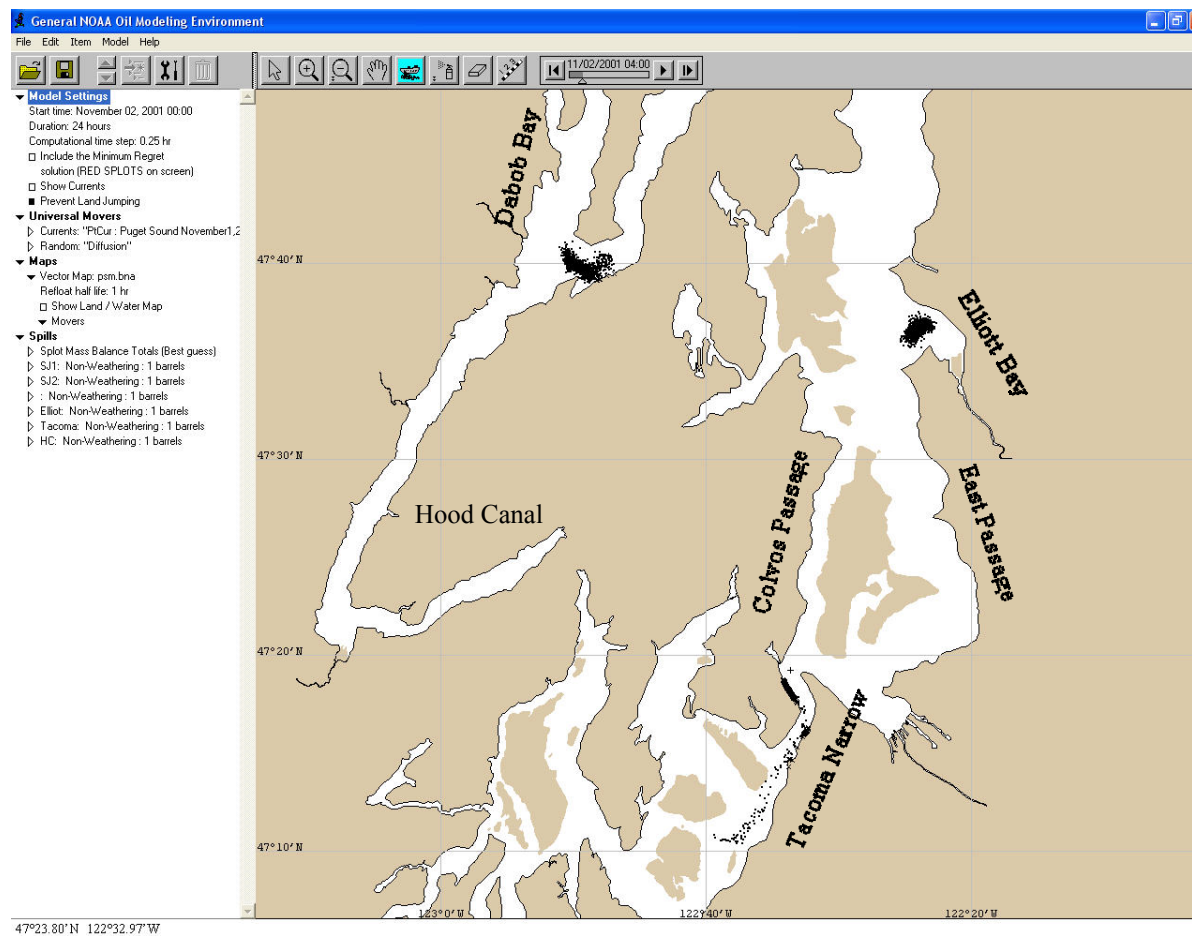 General NOAA Oil Modeling Environment
File Edit Item Model Help
11/02/2001 04:00
Model Settings
Start time: November 02, 2001 00:00
Duration: 24 hours
Computational time step: 0.25 hr
Include the Minimum Regret
solution (RED SPLOTS on screen)
Show Currents
Prevent Land Jumping
Universal Movers
Currents: "PtCur : Puget Sound November1,2
Random: "Diffusion"
Maps
Vector Map: psm.bna
Refloat half life: 1 hr
Show Land / Water Map
Movers
Spills
Splot Mass Balance Totals (Best guess)
SJ1: Non-Weathering : 1 barrels
SJ2: Non-Weathering : 1 barrels
: Non-Weathering : 1 barrels
Elliot: Non-Weathering : 1 barrels
Tacoma: Non-Weathering : 1 barrels
HC: Non-Weathering : 1 barrels
Dabob Bay
47°40'N
Elliott Bay
47°30'N
Hood Canal
Colvos Passage
East Passage
47°20'N
Tacoma Narrow
47°10'N
123°0'W
122°40'W
122°20'W
47°23.80'N 122°32.97'W